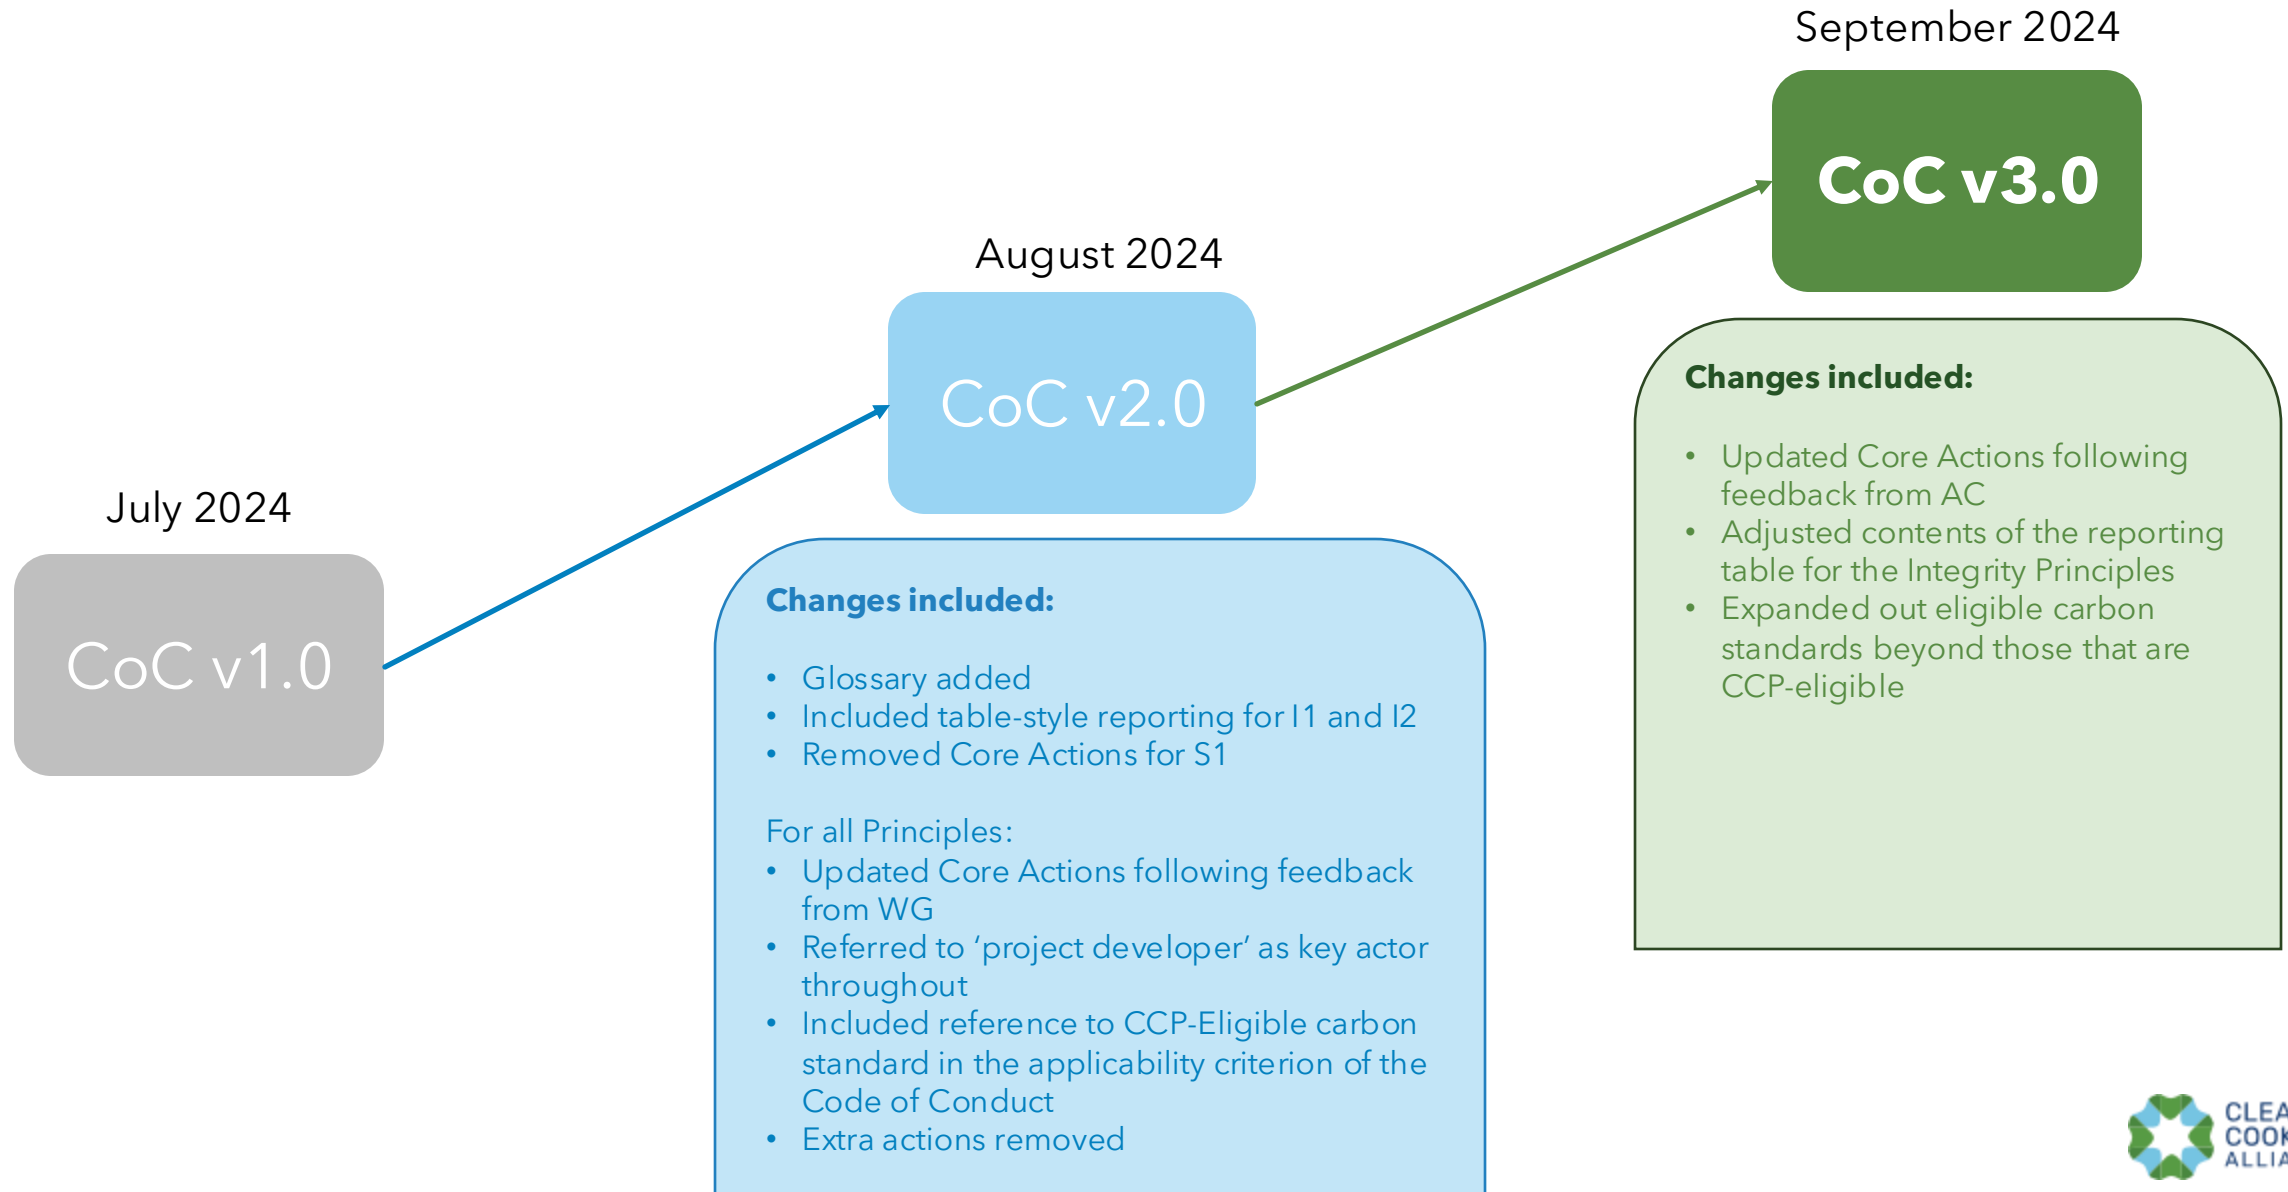 July 2024
CoC v1.0
August 2024
CoC v2.0
Changes included:
• Glossary added
• Included table-style reporting for I1 and I2
• Removed Core Actions for S1
For all Principles:
• Updated Core Actions following feedback
from WG
• Referred to ‘project developer’ as key actor
throughout
• Included reference to CCP-Eligible carbon
standard in the applicability criterion of the
Code of Conduct
• Extra actions removed
September 2024
CoC v3.0
Changes included:
• Updated Core Actions following
feedback from AC
• Adjusted contents of the reporting
table for the Integrity Principles
• Expanded out eligible carbon
standards beyond those that are
CCP-eligible